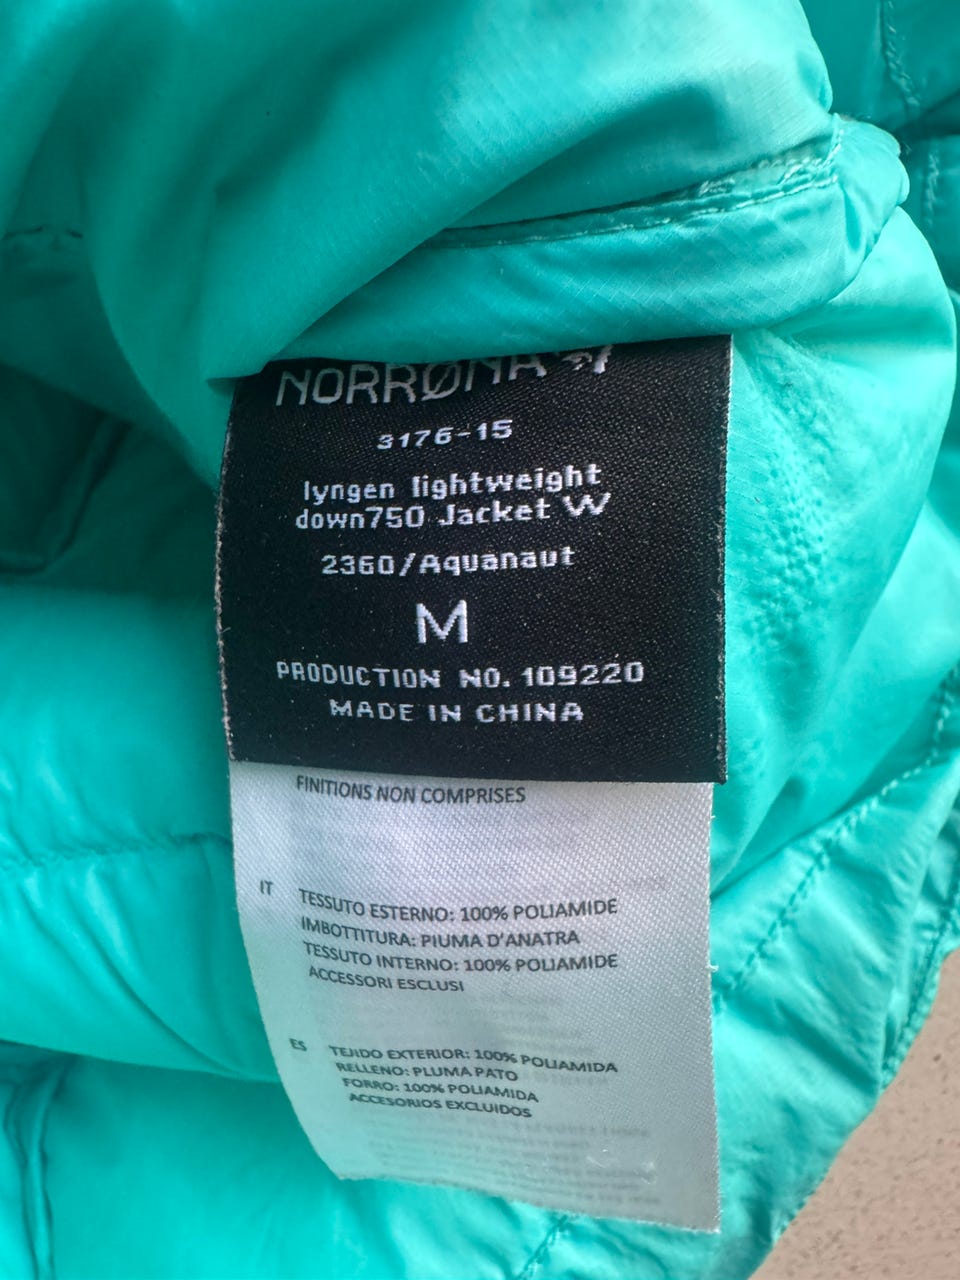 NORRØNA
3176-15
lyngen lightweight
down750 Jacket W
2360/Aquanaut
M
PRODUCTION NO. 109220
MADE IN CHINA
FINITIONS NON COMPRISES
IT TESSUTO ESTERNO: 100% POLIAMIDE
IMBOTTITURA: PIUMA D'ANATRA
TESSUTO INTERNO: 100% POLIAMIDE
ACCESSORI ESCLUSI
ES TEJIDO EXTERIOR: 100% POLIAMIDA
RELLENO: PLUMA PATO
FORRO: 100% POLIAMIDA
ACCESORIOS EXCLUIDOS